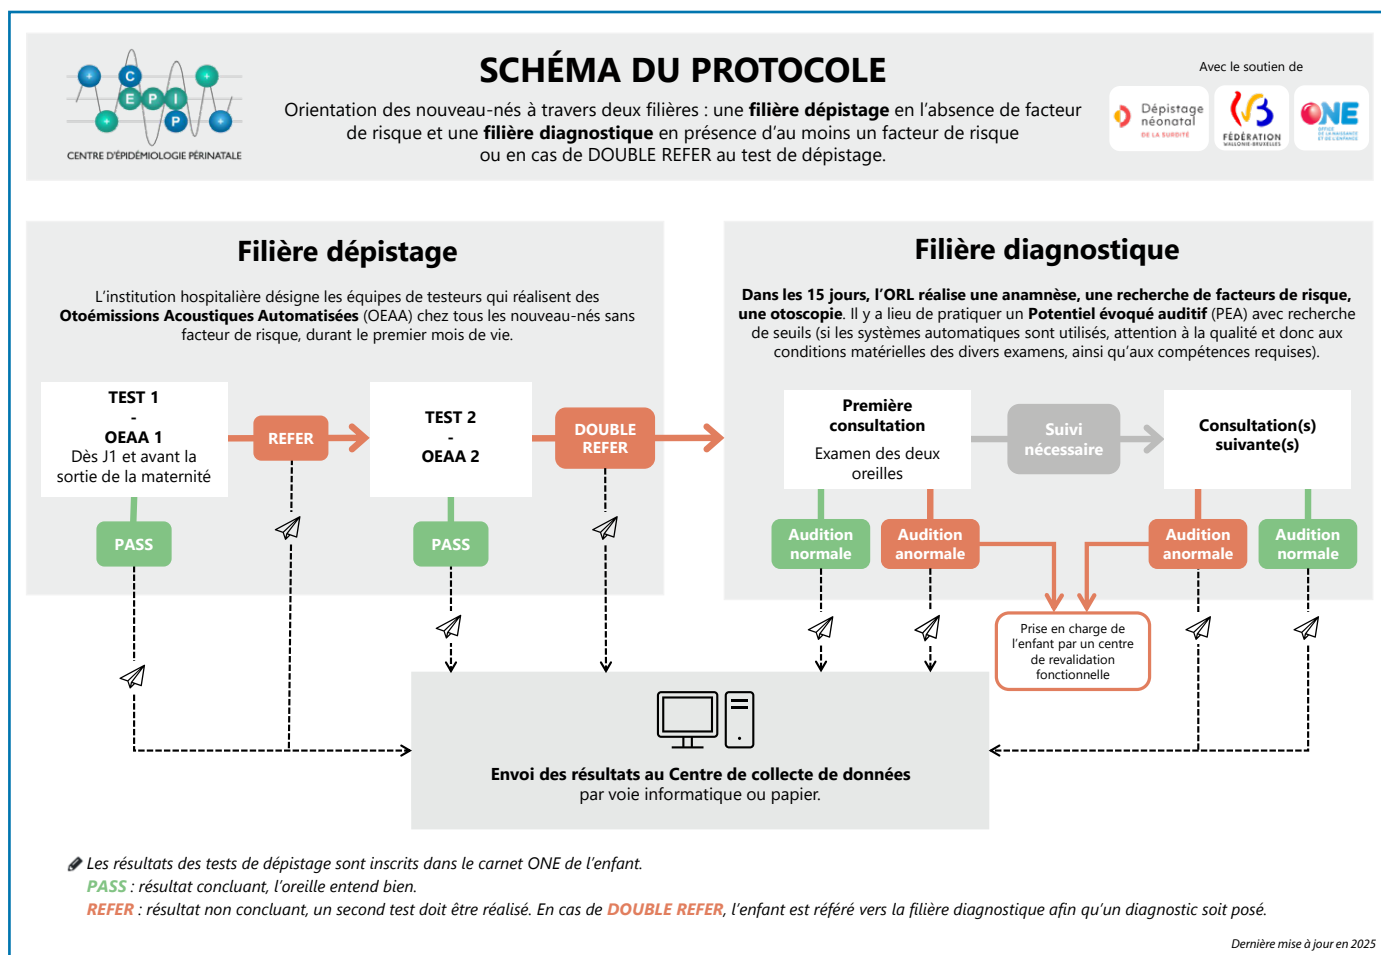 C
E P I
P
CENTRE D'ÉPIDÉMIOLOGIE PÉRINATALE
SCHÉMA DU PROTOCOLE
Orientation des nouveau-nés à travers deux filières : une filière dépistage en l'absence de facteur
de risque et une filière diagnostique en présence d'au moins un facteur de risque
ou en cas de DOUBLE REFER au test de dépistage.
Avec le soutien de
Dépistage
néonatal
DE LA SURDITÉ
FÉDÉRATION
WALLONIE-BRUXELLES
ONE
OFFICE
DE LA NAISSANCE
ET DE L'ENFANCE
Filière dépistage
L'institution hospitalière désigne les équipes de testeurs qui réalisent des
Otoémissions Acoustiques Automatisées (OEAA) chez tous les nouveau-nés sans
facteur de risque, durant le premier mois de vie.
TEST 1
-
OEAA 1
Dès J1 et avant la
sortie de la maternité
REFER
TEST 2
-
OEAA 2
DOUBLE
REFER
PASS
PASS
Filière diagnostique
Dans les 15 jours, l'ORL réalise une anamnèse, une recherche de facteurs de risque,
une otoscopie. Il y a lieu de pratiquer un Potentiel évoqué auditif (PEA) avec recherche
de seuils (si les systèmes automatiques sont utilisés, attention à la qualité et donc aux
conditions matérielles des divers examens, ainsi qu'aux compétences requises).
Première
consultation
Examen des deux
oreilles
Suivi
nécessaire
Consultation(s)
suivante(s)
Audition
normale
Audition
anormale
Audition
anormale
Audition
normale
Prise en charge de
l'enfant par un centre
de revalidation
fonctionnelle
Envoi des résultats au Centre de collecte de données
par voie informatique ou papier.
Les résultats des tests de dépistage sont inscrits dans le carnet ONE de l'enfant.
PASS : résultat concluant, l'oreille entend bien.
REFER : résultat non concluant, un second test doit être réalisé. En cas de DOUBLE REFER, l'enfant est référé vers la filière diagnostique afin qu'un diagnostic soit posé.
Dernière mise à jour en 2025